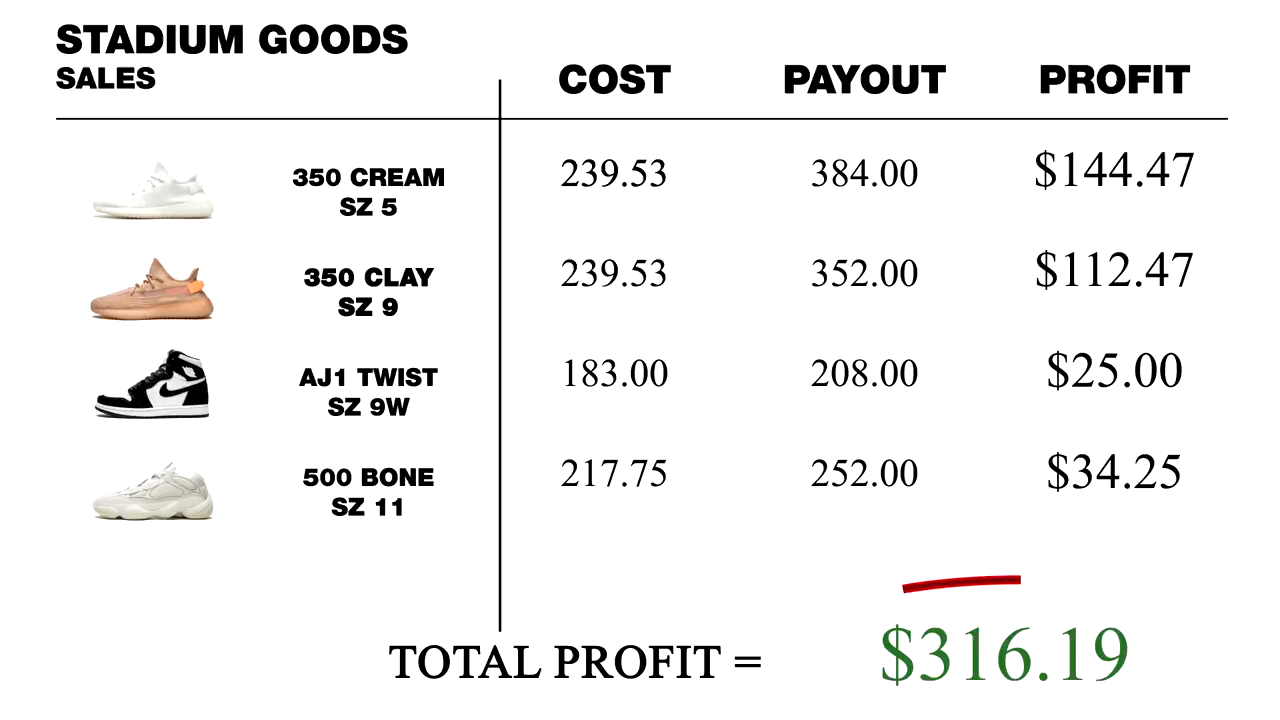 STADIUM GOODS
SALES
COST PAYOUT PROFIT
350 CREAM
SZ 5
239.53 384.00 $144.47
350 CLAY
SZ 9
239.53 352.00 $112.47
AJ1 TWIST
SZ 9W
183.00 208.00 $25.00
500 BONE
SZ 11
217.75 252.00 $34.25
TOTAL PROFIT = $316.19